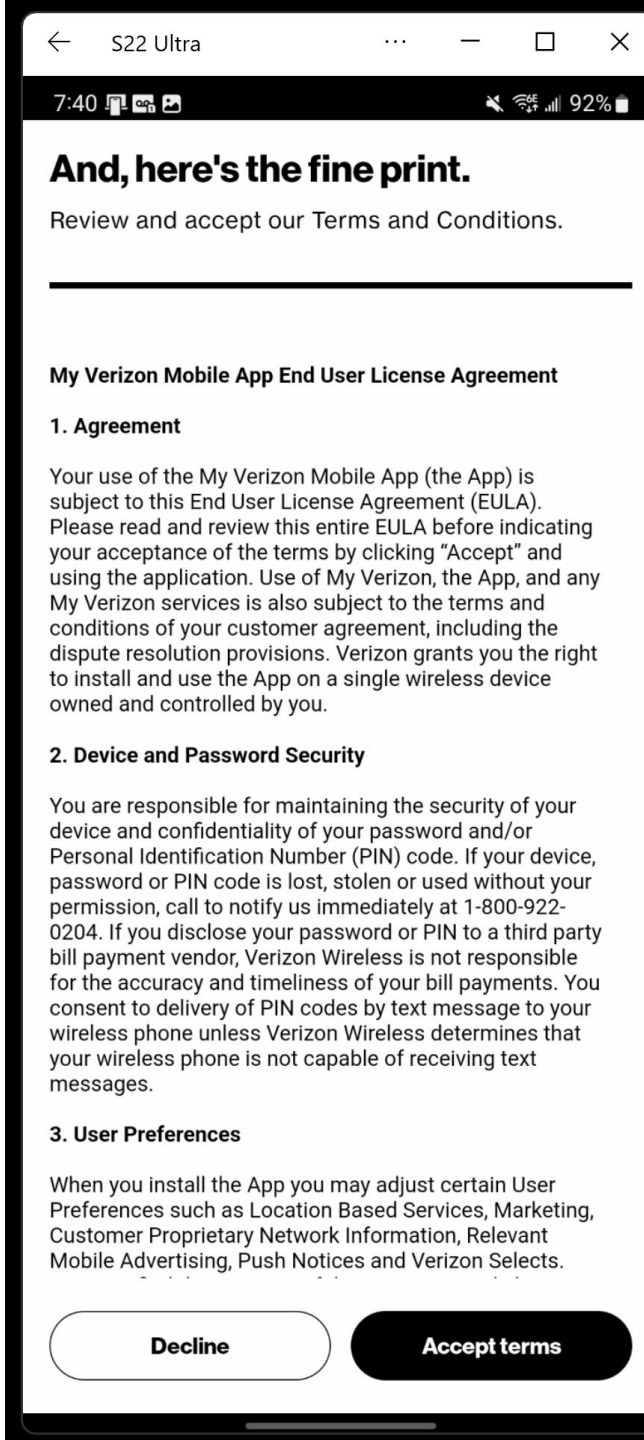 S22 Ultra
7:40
6E
92%
And, here's the fine print.
Review and accept our Terms and Conditions.
My Verizon Mobile App End User License Agreement
1. Agreement
Your use of the My Verizon Mobile App (the App) is
subject to this End User License Agreement (EULA).
Please read and review this entire EULA before indicating
your acceptance of the terms by clicking “Accept” and
using the application. Use of My Verizon, the App, and any
My Verizon services is also subject to the terms and
conditions of your customer agreement, including the
dispute resolution provisions. Verizon grants you the right
to install and use the App on a single wireless device
owned and controlled by you.
2. Device and Password Security
You are responsible for maintaining the security of your
device and confidentiality of your password and/or
Personal Identification Number (PIN) code. If your device,
password or PIN code is lost, stolen or used without your
permission, call to notify us immediately at 1-800-922-
0204. If you disclose your password or PIN to a third party
bill payment vendor, Verizon Wireless is not responsible
for the accuracy and timeliness of your bill payments. You
consent to delivery of PIN codes by text message to your
wireless phone unless Verizon Wireless determines that
your wireless phone is not capable of receiving text
messages.
3. User Preferences
When you install the App you may adjust certain User
Preferences such as Location Based Services, Marketing,
Customer Proprietary Network Information, Relevant
Mobile Advertising, Push Notices and Verizon Selects.
Decline
Accept terms